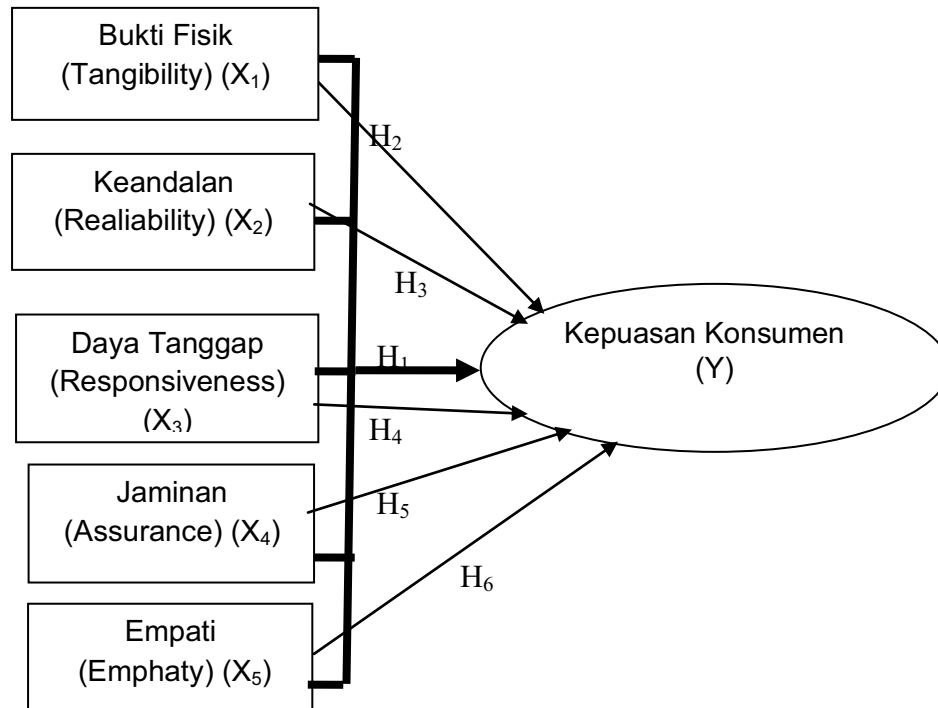 Bukti Fisik
(Tangibility) (X₁)
H₂
Keandalan
(Realiability) (X₂)
H₃
Kepuasan Konsumen
(Y)
Daya Tanggap
(Responsiveness)
(X₃)
H₁
H₄
Jaminan
(Assurance) (X₄)
H₅
H₆
Empati
(Emphaty) (X₅)